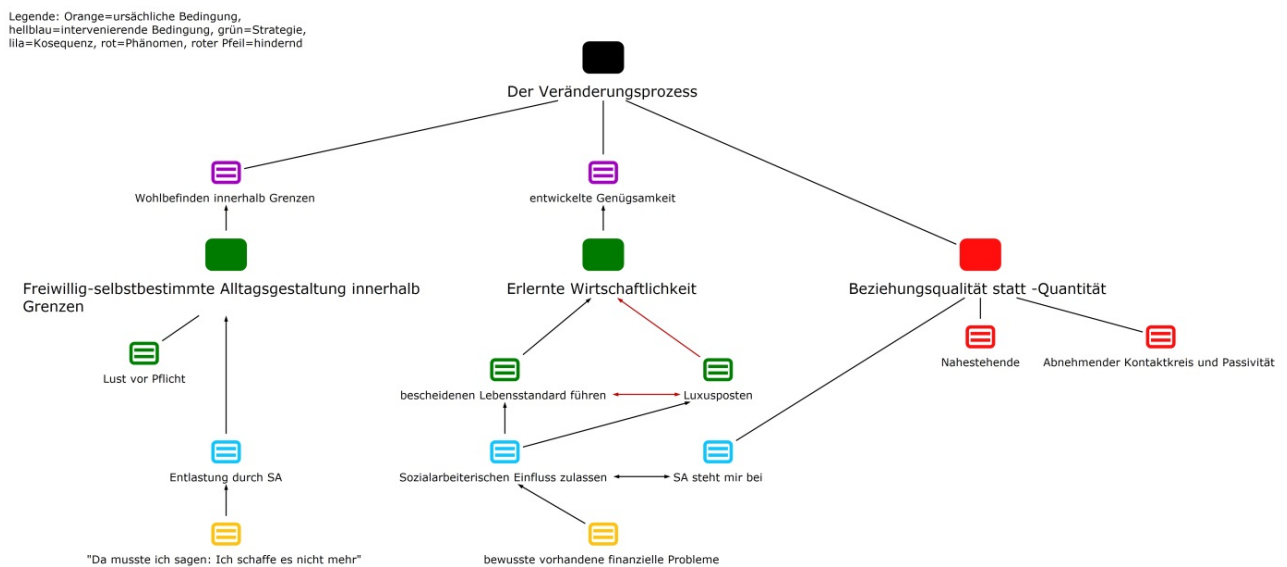 Legende: Orange=ursächliche Bedingung,
hellblau=intervenierende Bedingung, grün=Strategie,
lila=Kosequenz, rot=Phänomen, roter Pfeil=hindernd
Der Veränderungsprozess
Wohlbefinden innerhalb Grenzen
entwickelte Genügsamkeit
Freiwillig-selbstbestimmte Alltagsgestaltung innerhalb
Grenzen
Erlernte Wirtschaftlichkeit
Beziehungsqualität statt -Quantität
Lust vor Pflicht
bescheidenen Lebensstandard führen
Luxusposten
Nahestehende
Abnehmender Kontaktkreis und Passivität
Entlastung durch SA
Sozialarbeiterischen Einfluss zulassen
SA steht mir bei
"Da musste ich sagen: Ich schaffe es nicht mehr"
bewusste vorhandene finanzielle Probleme